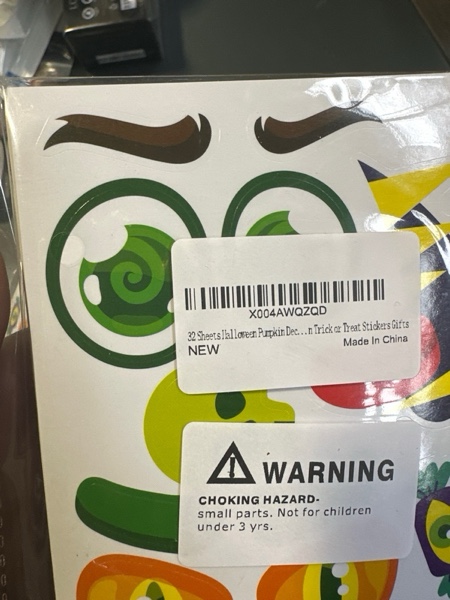 X004AWQZQD
32 Sheets Halloween Pumpkin Dec...n Trick or Treat Stickers Gifts
NEW
Made In China
WARNING
CHOKING HAZARD-
small parts. Not for children
under 3 yrs.